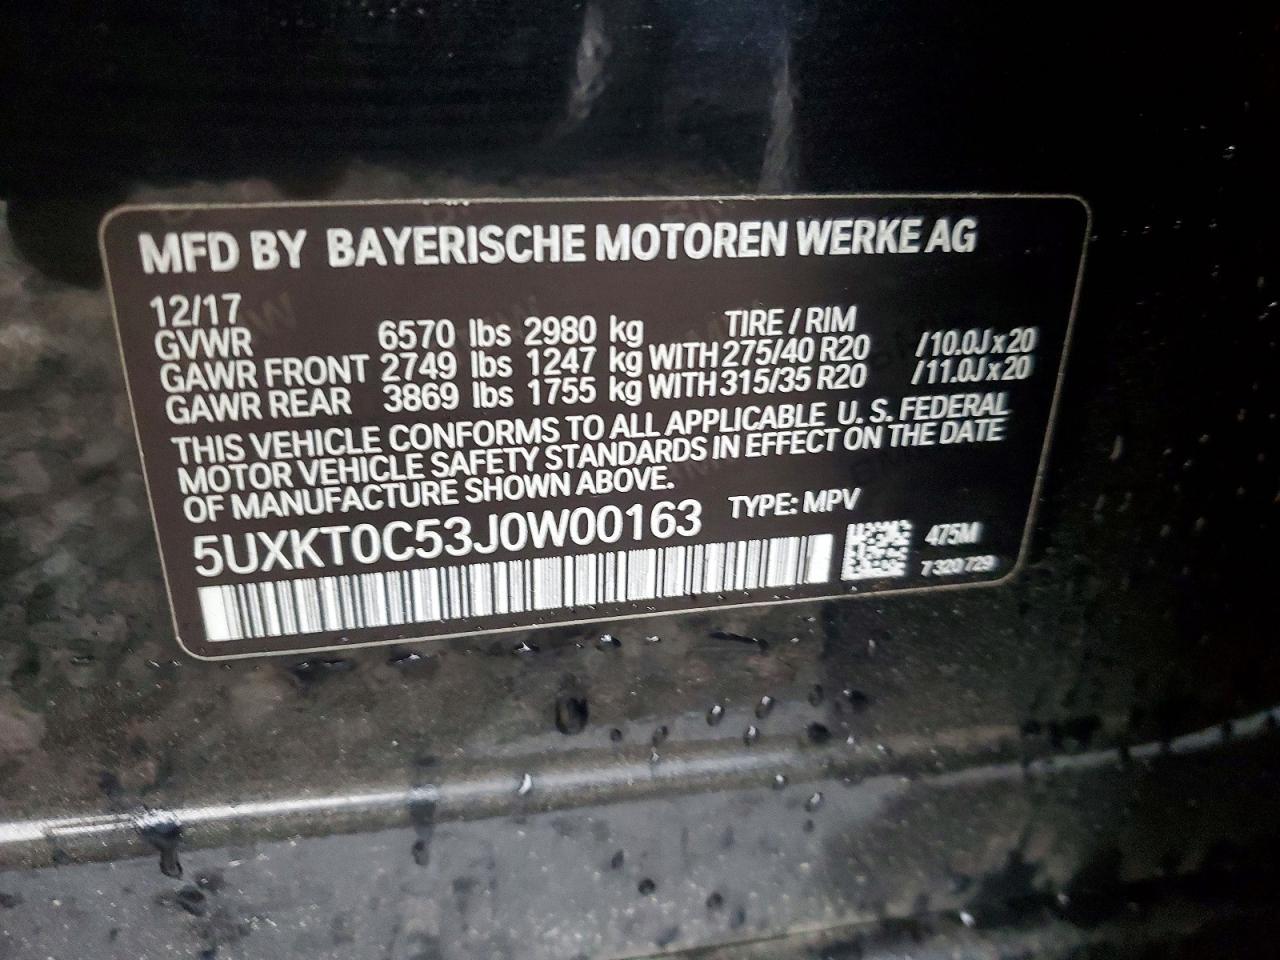 MFD BY BAYERISCHE MOTOREN WERKE AG
12/17
GVWR 6570 lbs 2980 kg TIRE / RIM
GAWR FRONT 2749 lbs 1247 kg WITH 275/40 R20 /10.0J x 20
GAWR REAR 3869 lbs 1755 kg WITH 315/35 R20 /11.0J x 20
THIS VEHICLE CONFORMS TO ALL APPLICABLE U. S. FEDERAL
MOTOR VEHICLE SAFETY STANDARDS IN EFFECT ON THE DATE
OF MANUFACTURE SHOWN ABOVE.
5UXKT0C53J0W00163 TYPE: MPV
475M
7 320 729